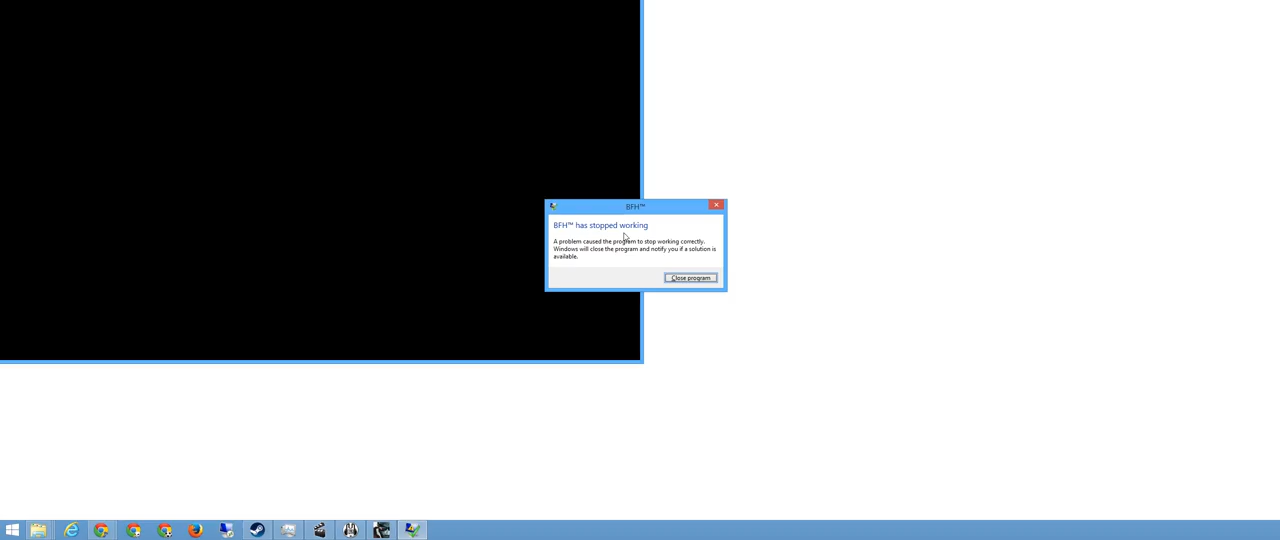 BFH™
BFH™ has stopped working
A problem caused the program to stop working correctly.
Windows will close the program and notify you if a solution is
available.
Close program